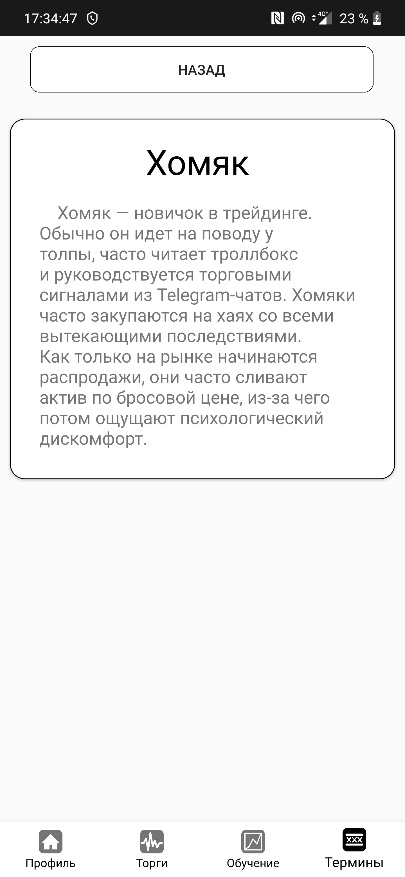 17:34:47 4G⁺ 23 %
НАЗАД
Хомяк
Хомяк — новичок в трейдинге.
Обычно он идет на поводу у
толпы, часто читает троллбокс
и руководствуется торговыми
сигналами из Telegram-чатов. Хомяки
часто закупаются на хаях со всеми
вытекающими последствиями.
Как только на рынке начинаются
распродажи, они часто сливают
актив по бросовой цене, из-за чего
потом ощущают психологический
дискомфорт.
xxx
Профиль Торги Обучение Термины